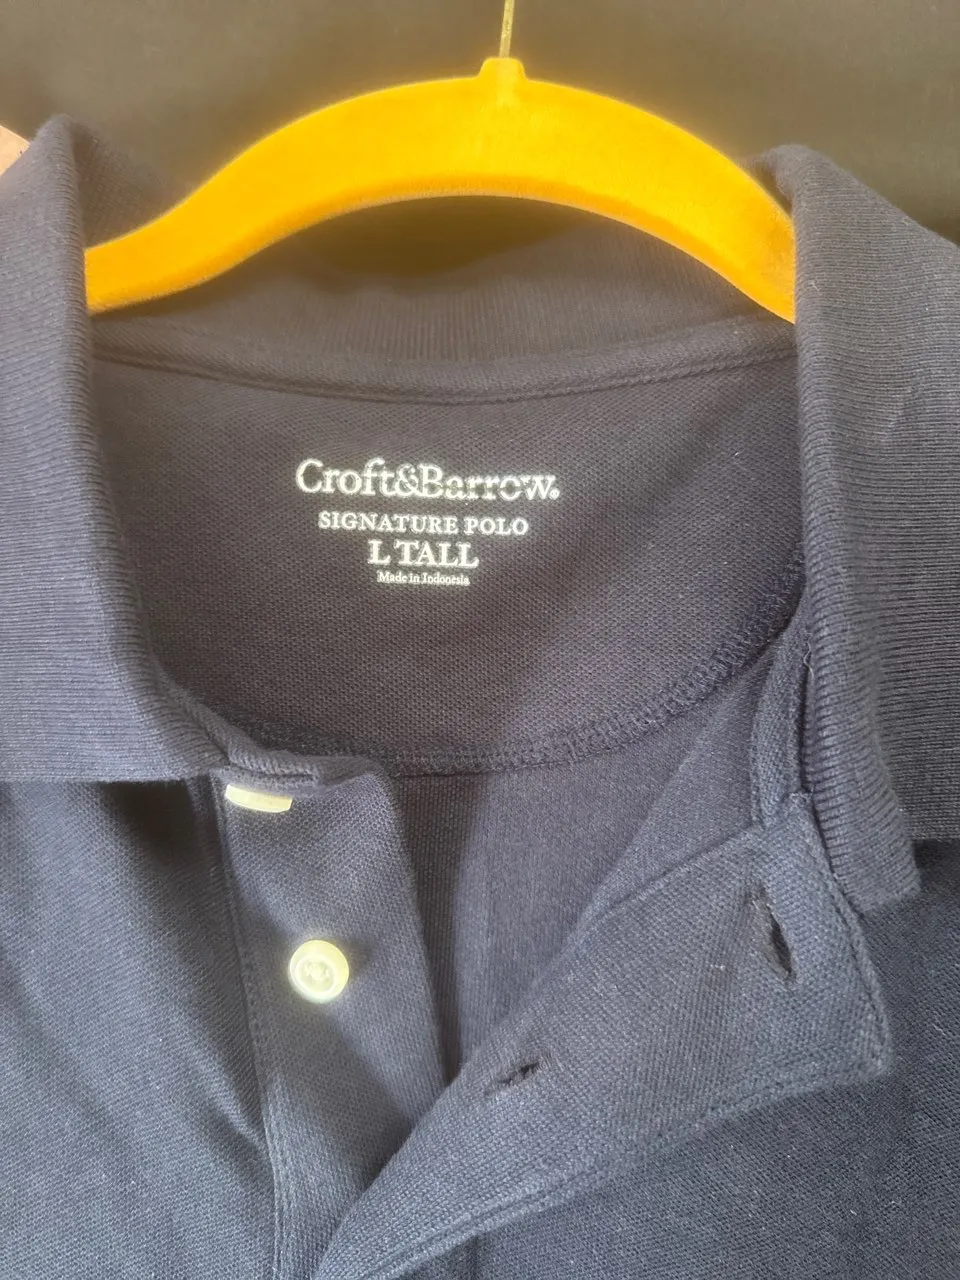 Croft&Barrow®
SIGNATURE POLO
L TALL
Made in Indonesia